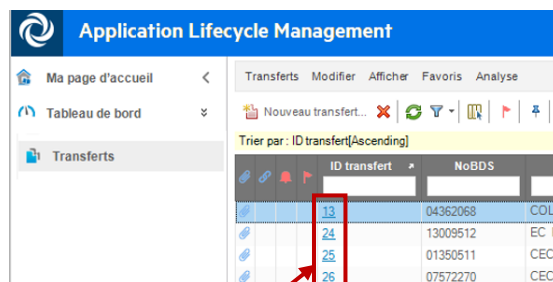 Application Lifecycle Management
Ma page d'accueil
Tableau de bord
Transferts
Transferts Modifier Afficher Favoris Analyse
Nouveau transfert...
Trier par : ID transfert[Ascending]
ID transfert NoBDS
13 04362068 COL
24 13009512 EC
25 01350511 CEC
26 07572270 CEC